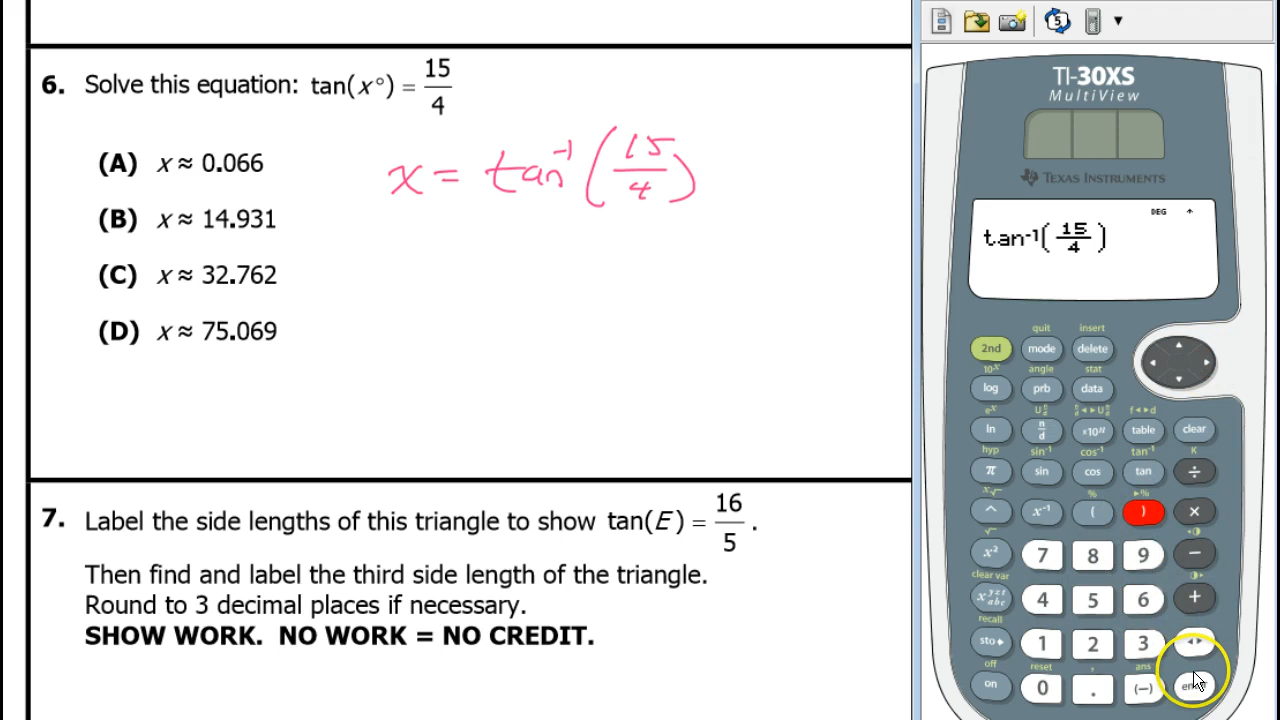 6. Solve this equation: tan(x°) = 15/4
(A) x ≈ 0.066
(B) x ≈ 14.931
(C) x ≈ 32.762
(D) x ≈ 75.069
x = tan⁻¹(15/4)
7. Label the side lengths of this triangle to show tan(E) = 16/5.
Then find and label the third side length of the triangle.
Round to 3 decimal places if necessary.
SHOW WORK. NO WORK = NO CREDIT.
5
TI-30XS
MultiView
TEXAS INSTRUMENTS
DEG
tan⁻¹(15/4)
quit insert
2nd mode delete
10ˣ angle stat
log prb data
eˣ U n/d n/d ◄► U n/d f◄►d
ln n/d ×10ⁿ table clear
hyp sin⁻¹ cos⁻¹ tan⁻¹ K
π sin cos tan ÷
ˣ√ % ►%
^ x⁻¹ ( ) ×
√
x² 7 8 9 −
clear var
x yzt abc 4 5 6 +
recall
sto► 1 2 3 ◄►
off reset , ans
on 0 . (−) enter